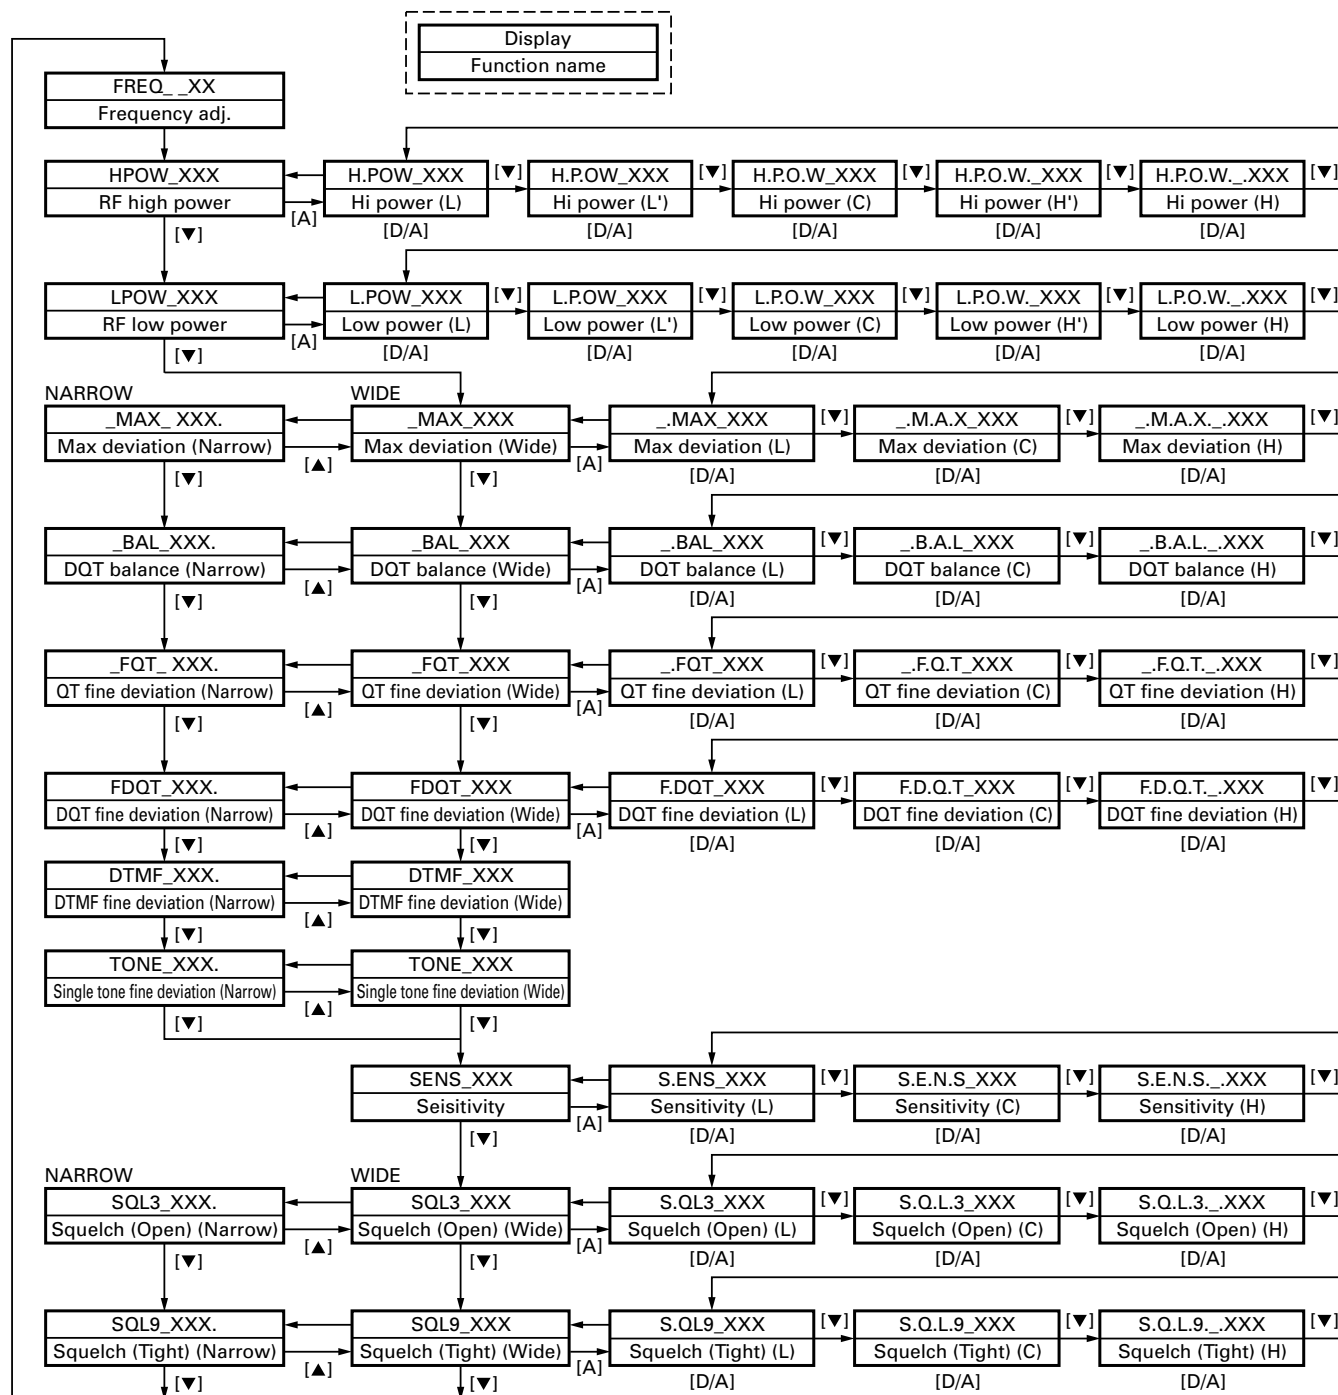 Display
Function name
FREQ_ _XX
Frequency adj.
HPOW_XXX
RF high power
[A]
[▼]
H.POW_XXX
Hi power (L)
[D/A]
[▼]
H.P.OW_XXX
Hi power (L')
[D/A]
[▼]
H.P.O.W_XXX
Hi power (C)
[D/A]
[▼]
H.P.O.W._XXX
Hi power (H')
[D/A]
[▼]
H.P.O.W._.XXX
Hi power (H)
[D/A]
[▼]
LPOW_XXX
RF low power
[A]
[▼]
L.POW_XXX
Low power (L)
[D/A]
[▼]
L.P.OW_XXX
Low power (L')
[D/A]
[▼]
L.P.O.W_XXX
Low power (C)
[D/A]
[▼]
L.P.O.W._XXX
Low power (H')
[D/A]
[▼]
L.P.O.W._.XXX
Low power (H)
[D/A]
[▼]
NARROW
WIDE
_MAX_ XXX.
Max deviation (Narrow)
[▲]
[▼]
_MAX_XXX
Max deviation (Wide)
[A]
[▼]
_.MAX_XXX
Max deviation (L)
[D/A]
[▼]
_.M.A.X_XXX
Max deviation (C)
[D/A]
[▼]
_.M.A.X._.XXX
Max deviation (H)
[D/A]
[▼]
_BAL_XXX.
DQT balance (Narrow)
[▲]
[▼]
_BAL_XXX
DQT balance (Wide)
[A]
[▼]
_.BAL_XXX
DQT balance (L)
[D/A]
[▼]
_.B.A.L_XXX
DQT balance (C)
[D/A]
[▼]
_.B.A.L._.XXX
DQT balance (H)
[D/A]
[▼]
_FQT_ XXX.
QT fine deviation (Narrow)
[▲]
[▼]
_FQT_XXX
QT fine deviation (Wide)
[A]
[▼]
_.FQT_XXX
QT fine deviation (L)
[D/A]
[▼]
_.F.Q.T_XXX
QT fine deviation (C)
[D/A]
[▼]
_.F.Q.T._.XXX
QT fine deviation (H)
[D/A]
[▼]
FDQT_XXX.
DQT fine deviation (Narrow)
[▲]
[▼]
FDQT_XXX
DQT fine deviation (Wide)
[A]
[▼]
F.DQT_XXX
DQT fine deviation (L)
[D/A]
[▼]
F.D.Q.T_XXX
DQT fine deviation (C)
[D/A]
[▼]
F.D.Q.T._.XXX
DQT fine deviation (H)
[D/A]
[▼]
DTMF_XXX.
DTMF fine deviation (Narrow)
[▲]
[▼]
DTMF_XXX
DTMF fine deviation (Wide)
[▼]
TONE_XXX.
Single tone fine deviation (Narrow)
[▲]
[▼]
TONE_XXX
Single tone fine deviation (Wide)
[▼]
SENS_XXX
Seisitivity
[A]
[▼]
S.ENS_XXX
Sensitivity (L)
[D/A]
[▼]
S.E.N.S_XXX
Sensitivity (C)
[D/A]
[▼]
S.E.N.S._.XXX
Sensitivity (H)
[D/A]
[▼]
NARROW
WIDE
SQL3_XXX.
Squelch (Open) (Narrow)
[▲]
[▼]
SQL3_XXX
Squelch (Open) (Wide)
[A]
[▼]
S.QL3_XXX
Squelch (Open) (L)
[D/A]
[▼]
S.Q.L.3_XXX
Squelch (Open) (C)
[D/A]
[▼]
S.Q.L.3._.XXX
Squelch (Open) (H)
[D/A]
[▼]
SQL9_XXX.
Squelch (Tight) (Narrow)
[▲]
[▼]
SQL9_XXX
Squelch (Tight) (Wide)
[A]
[▼]
S.QL9_XXX
Squelch (Tight) (L)
[D/A]
[▼]
S.Q.L.9_XXX
Squelch (Tight) (C)
[D/A]
[▼]
S.Q.L.9._.XXX
Squelch (Tight) (H)
[D/A]
[▼]